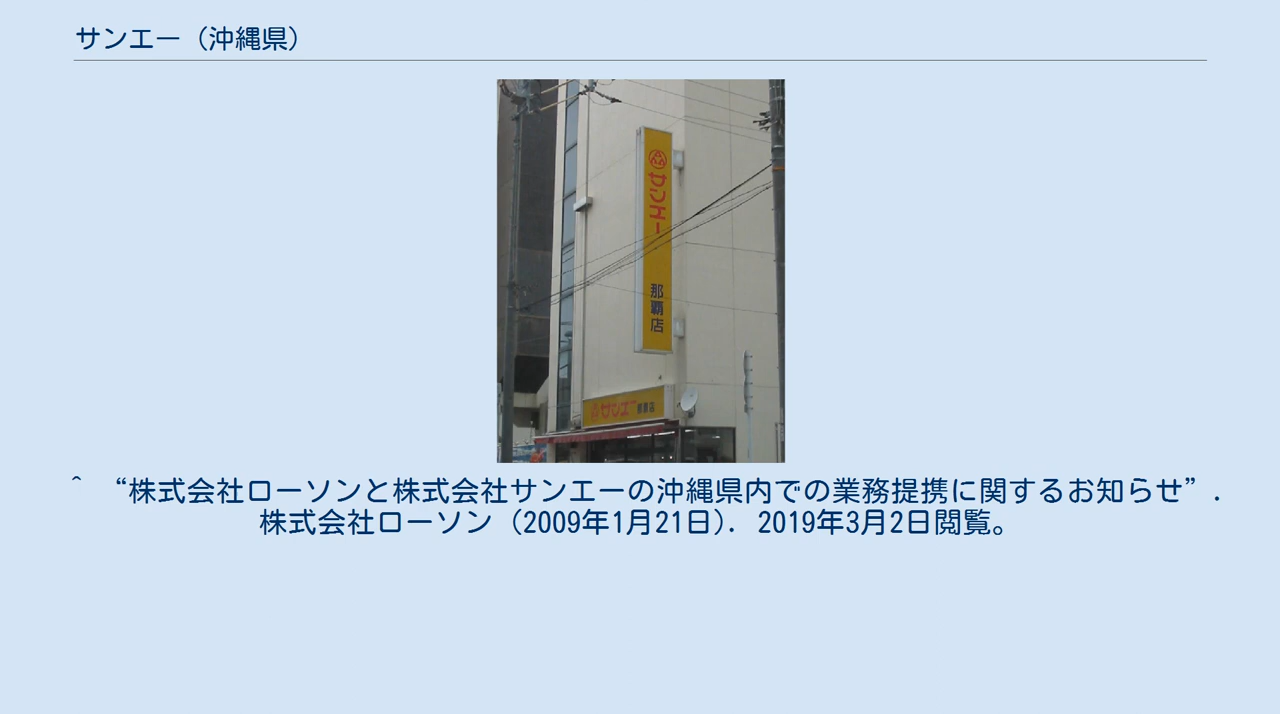 サンエー（沖縄県）
サンエー 那覇店
サンエー 那覇店
^ “株式会社ローソンと株式会社サンエーの沖縄県内での業務提携に関するお知らせ”.
株式会社ローソン (2009年1月21日). 2019年3月2日閲覧。